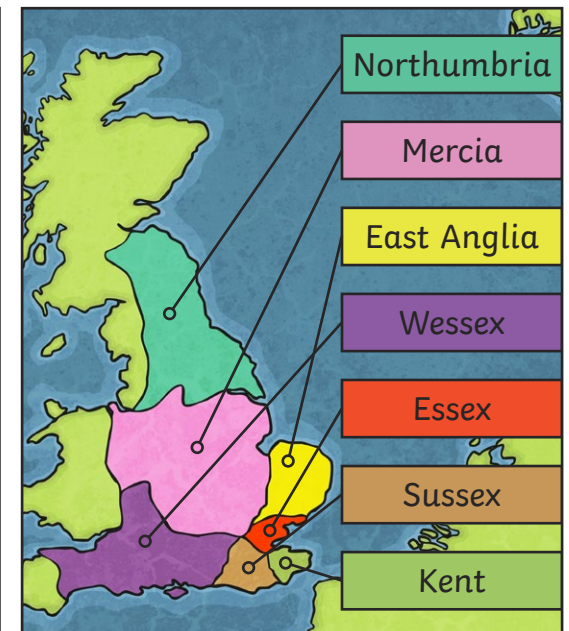 Northumbria
Mercia
East Anglia
Wessex
Essex
Sussex
Kent